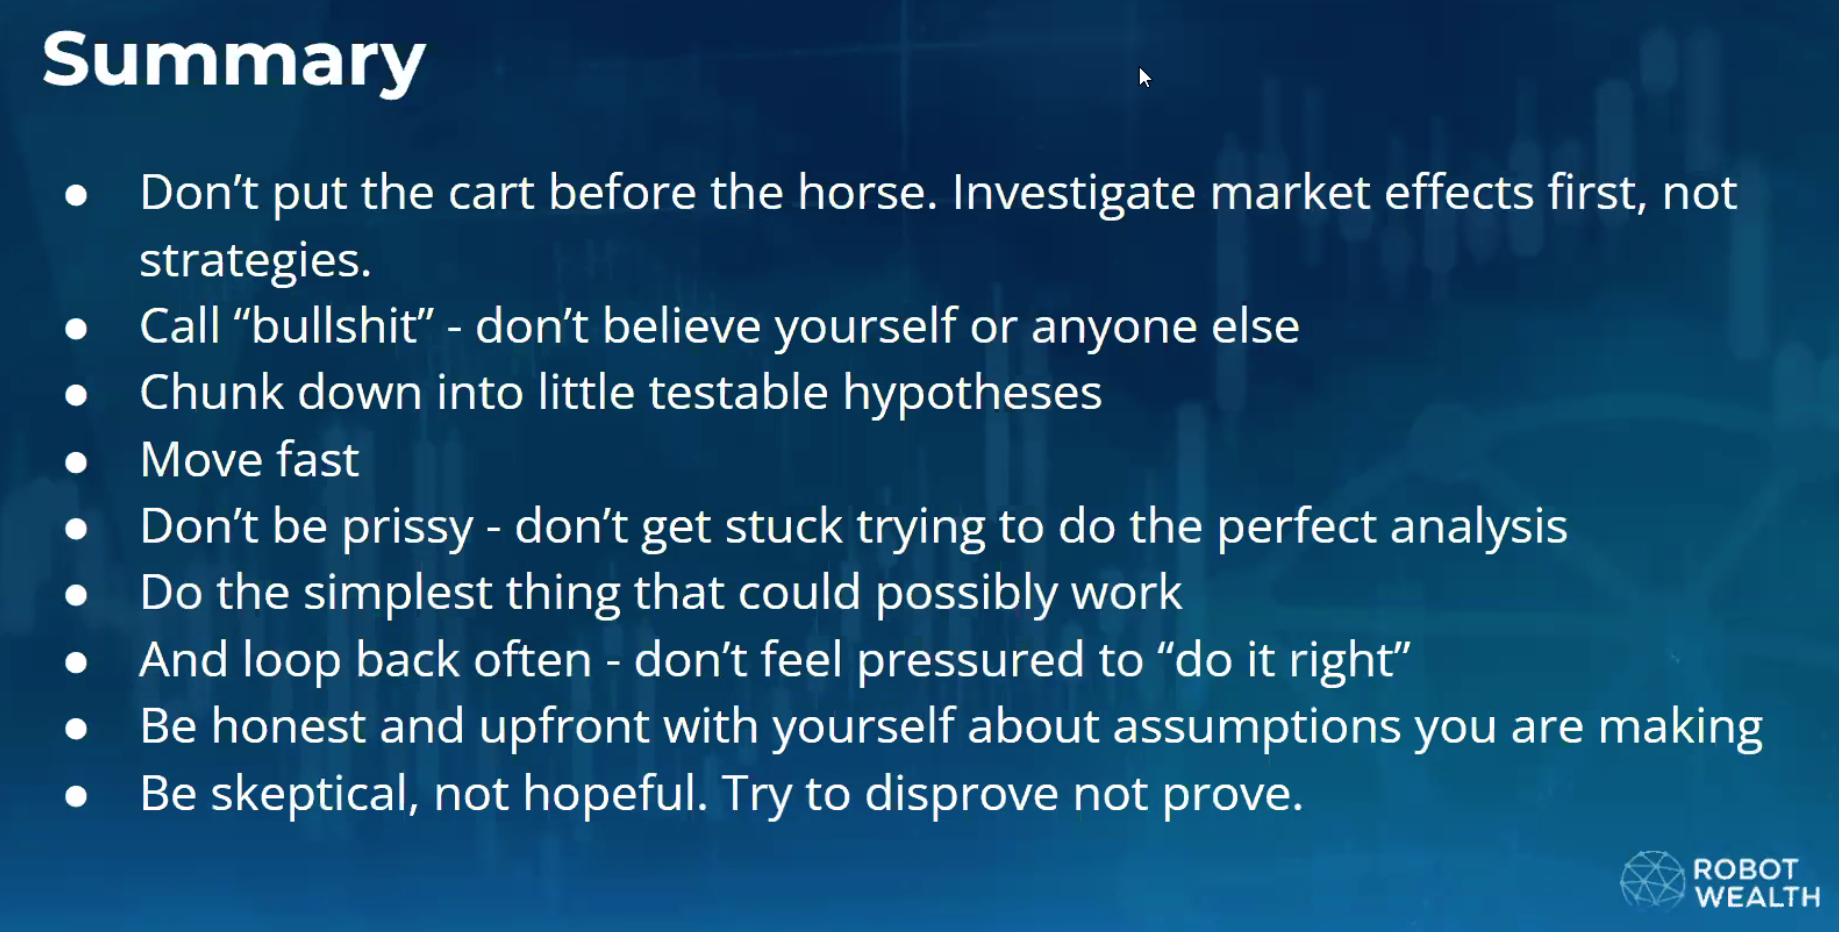 Summary
● Don’t put the cart before the horse. Investigate market effects first, not
strategies.
● Call “bullshit” - don’t believe yourself or anyone else
● Chunk down into little testable hypotheses
● Move fast
● Don’t be prissy - don’t get stuck trying to do the perfect analysis
● Do the simplest thing that could possibly work
● And loop back often - don’t feel pressured to “do it right”
● Be honest and upfront with yourself about assumptions you are making
● Be skeptical, not hopeful. Try to disprove not prove.
ROBOT
WEALTH